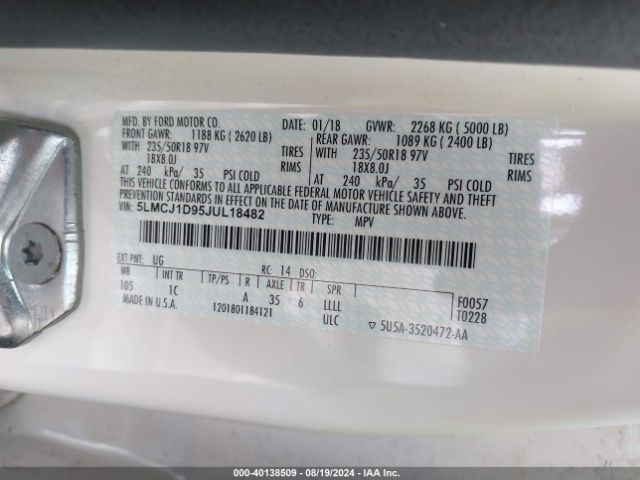 MFD. BY FORD MOTOR CO. DATE: 01/18 GVWR: 2268 KG ( 5000 LB)
FRONT GAWR: 1188 KG ( 2620 LB) REAR GAWR: 1089 KG ( 2400 LB)
WITH 235/50R18 97V TIRES WITH 235/50R18 97V TIRES
18X8.0J RIMS 18X8.0J RIMS
AT 240 kPa/ 35 PSI COLD AT 240 kPa/ 35 PSI COLD
THIS VEHICLE CONFORMS TO ALL APPLICABLE FEDERAL MOTOR VEHICLE SAFETY AND THEFT
PREVENTION STANDARDS IN EFFECT ON THE DATE OF MANUFACTURE SHOWN ABOVE.
VIN: 5LMCJ1D95JUL18482 TYPE: MPV
EXT PNT: UG RC: 14 DSO:
WB INT TR TP/PS R AXLE TR SPR
105 1C A 35 6 LLLL
F0057
T0228
MADE IN U.S.A. 1201801184121 ULC
▽ 5U5A-3520472-AA
000-40138509 - 08/19/2024 - IAA Inc.